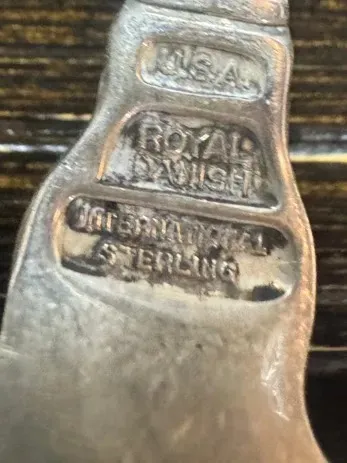 U.S.A.
ROYAL
DANISH
INTERNATIONAL
STERLING